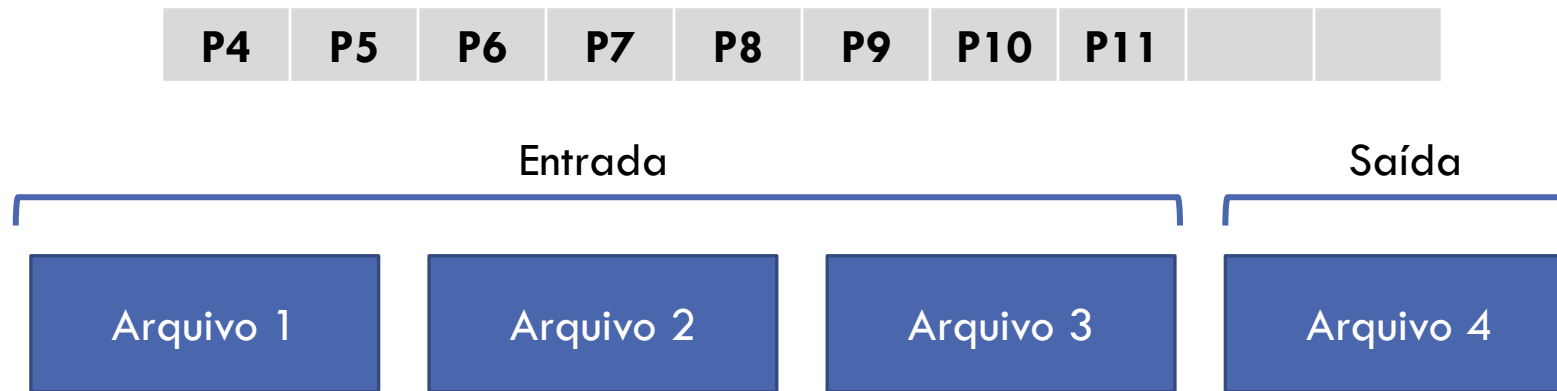 P4 P5 P6 P7 P8 P9 P10 P11
Entrada Saída
Arquivo 1 Arquivo 2 Arquivo 3 Arquivo 4